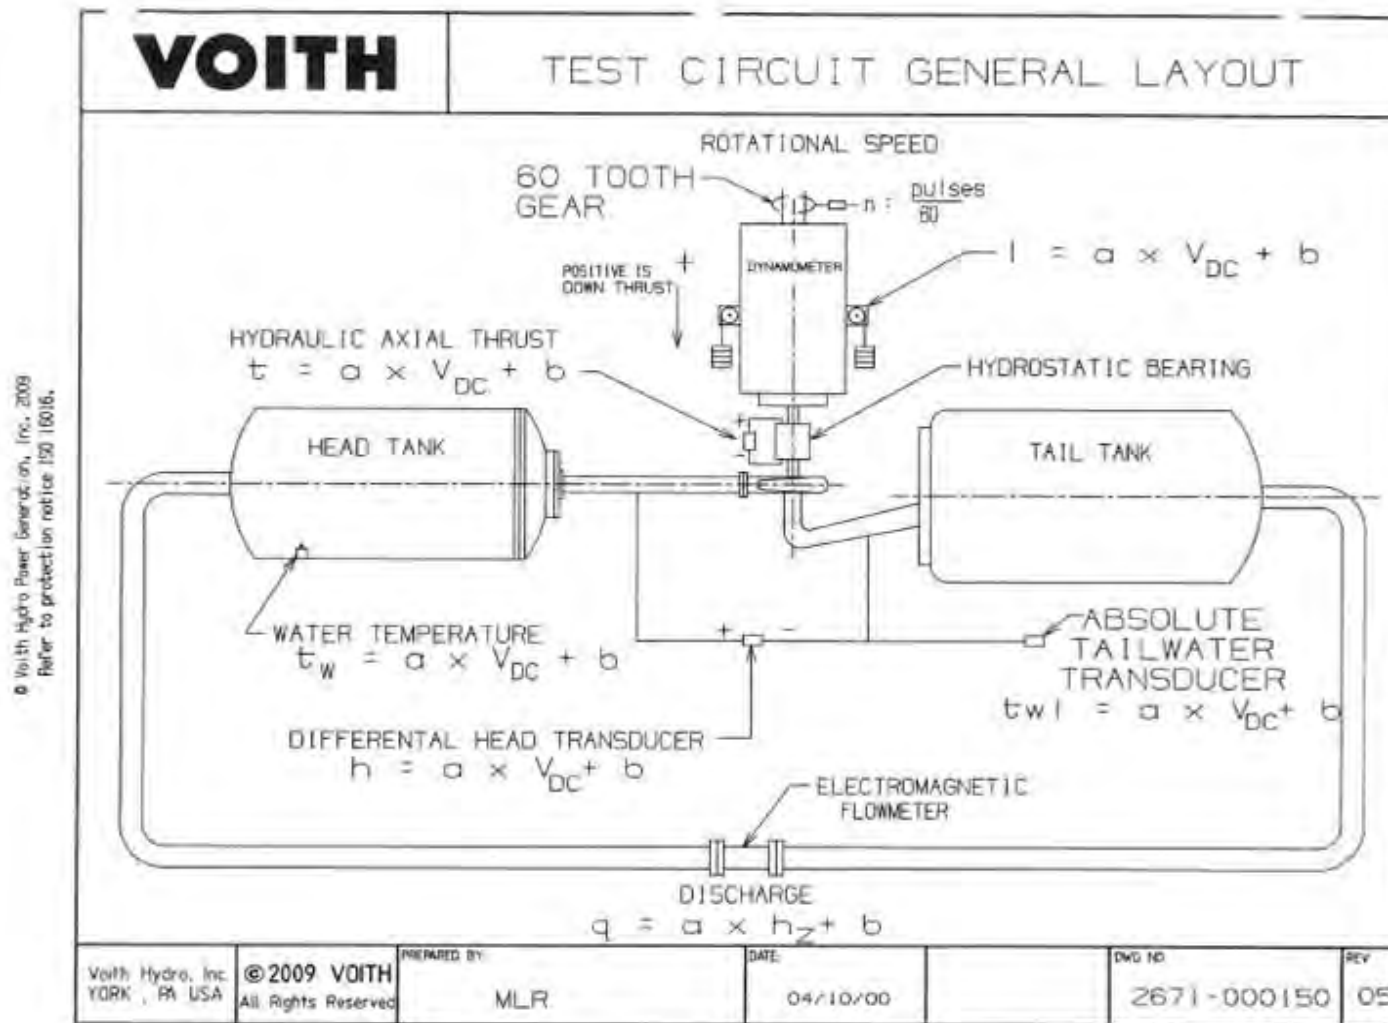 VOITH
TEST CIRCUIT GENERAL LAYOUT
ROTATIONAL SPEED
60 TOOTH
GEAR
n = pulses
60
DYNAMOMETER
l = a x V_DC + b
POSITIVE IS
DOWN THRUST
+
HYDRAULIC AXIAL THRUST
t = a x V_DC + b
HYDROSTATIC BEARING
+
-
HEAD TANK
TAIL TANK
WATER TEMPERATURE
t_w = a x V_DC + b
+ -
ABSOLUTE
TAILWATER
TRANSDUCER
twl = a x V_DC + b
DIFFERENTAL HEAD TRANSDUCER
h = a x V_DC + b
ELECTROMAGNETIC
FLOWMETER
DISCHARGE
q = a x h_z + b
© Voith Hydro Power Generation, Inc. 2009
Refer to protection notice ISO 16016.
Voith Hydro, Inc.
YORK , PA USA
© 2009 VOITH
All Rights Reserved
PREPARED BY:
MLR
DATE:
04/10/00
DWG NO
2671-000150
REV
05